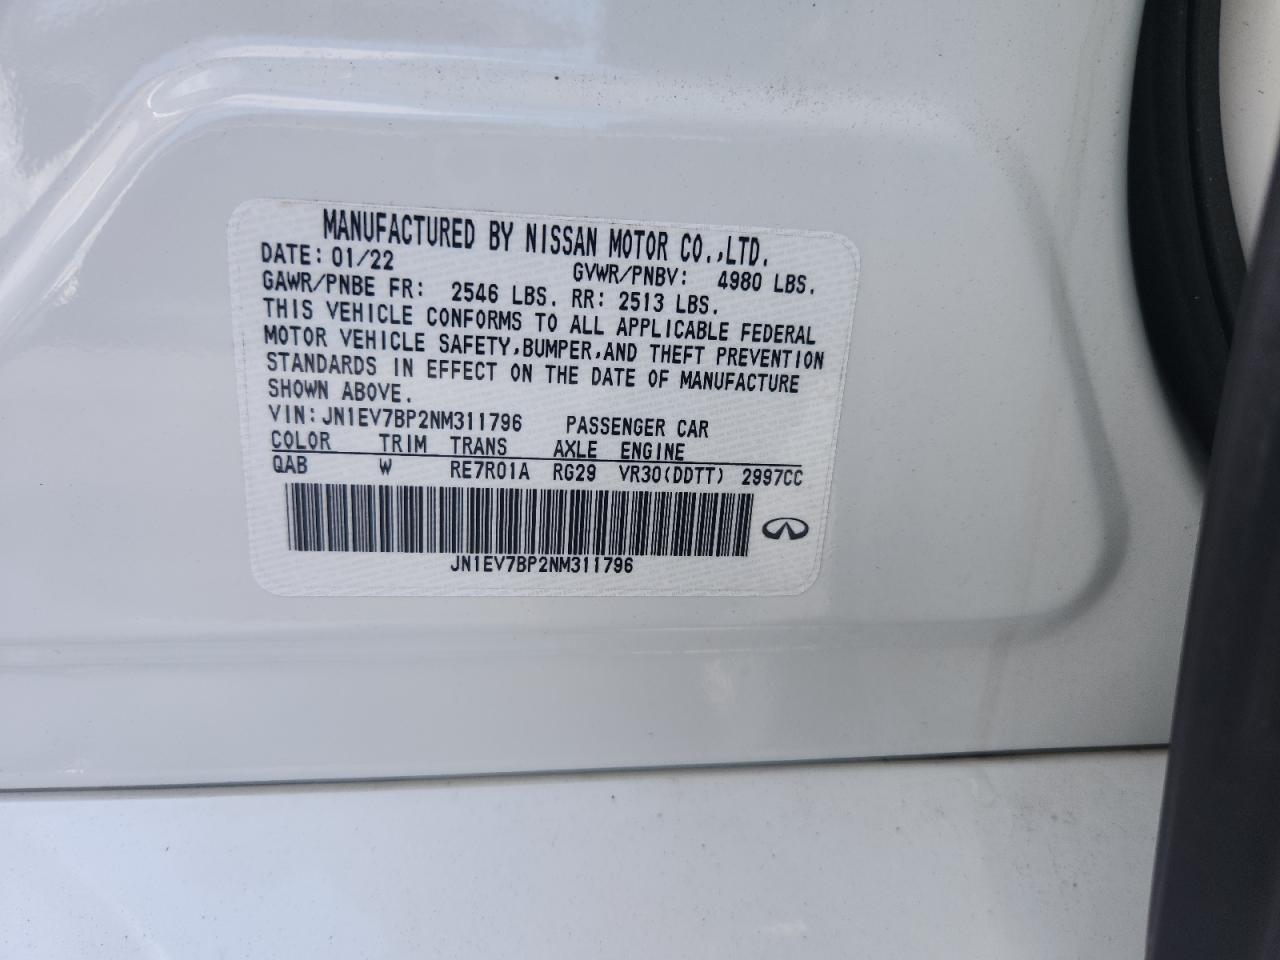 MANUFACTURED BY NISSAN MOTOR CO.,LTD.
DATE: 01/22 GVWR/PNBV: 4980 LBS.
GAWR/PNBE FR: 2546 LBS. RR: 2513 LBS.
THIS VEHICLE CONFORMS TO ALL APPLICABLE FEDERAL
MOTOR VEHICLE SAFETY,BUMPER,AND THEFT PREVENTION
STANDARDS IN EFFECT ON THE DATE OF MANUFACTURE
SHOWN ABOVE.
VIN:JN1EV7BP2NM311796 PASSENGER CAR
COLOR TRIM TRANS AXLE ENGINE
QAB W RE7R01A RG29 VR30(DDTT) 2997CC
JN1EV7BP2NM311796